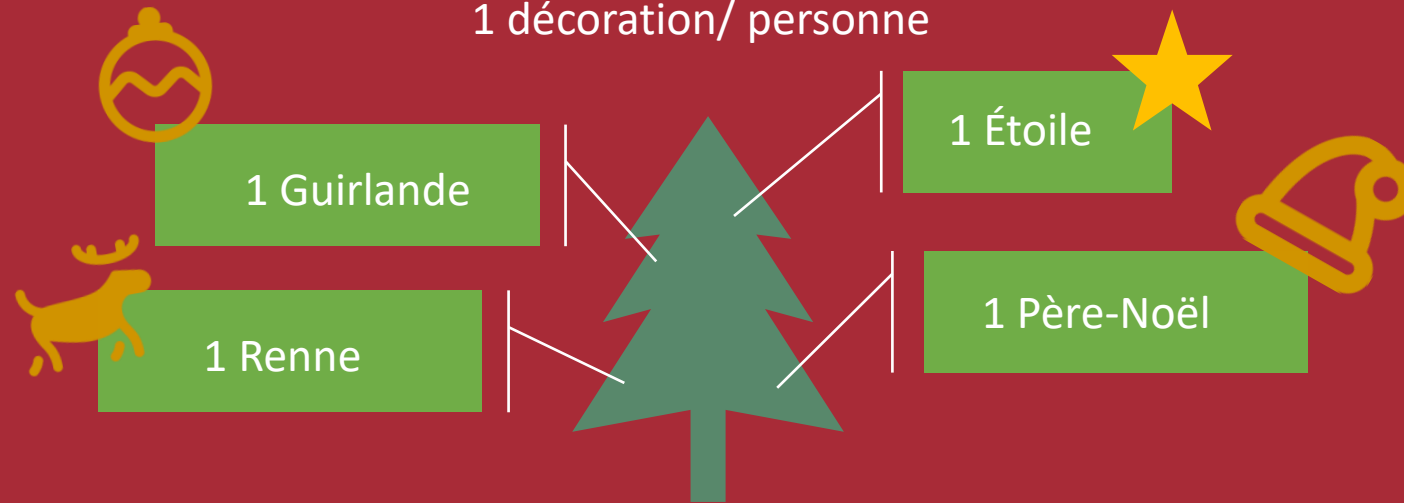 1 décoration/ personne
1 Guirlande
1 Étoile
1 Renne
1 Père-Noël